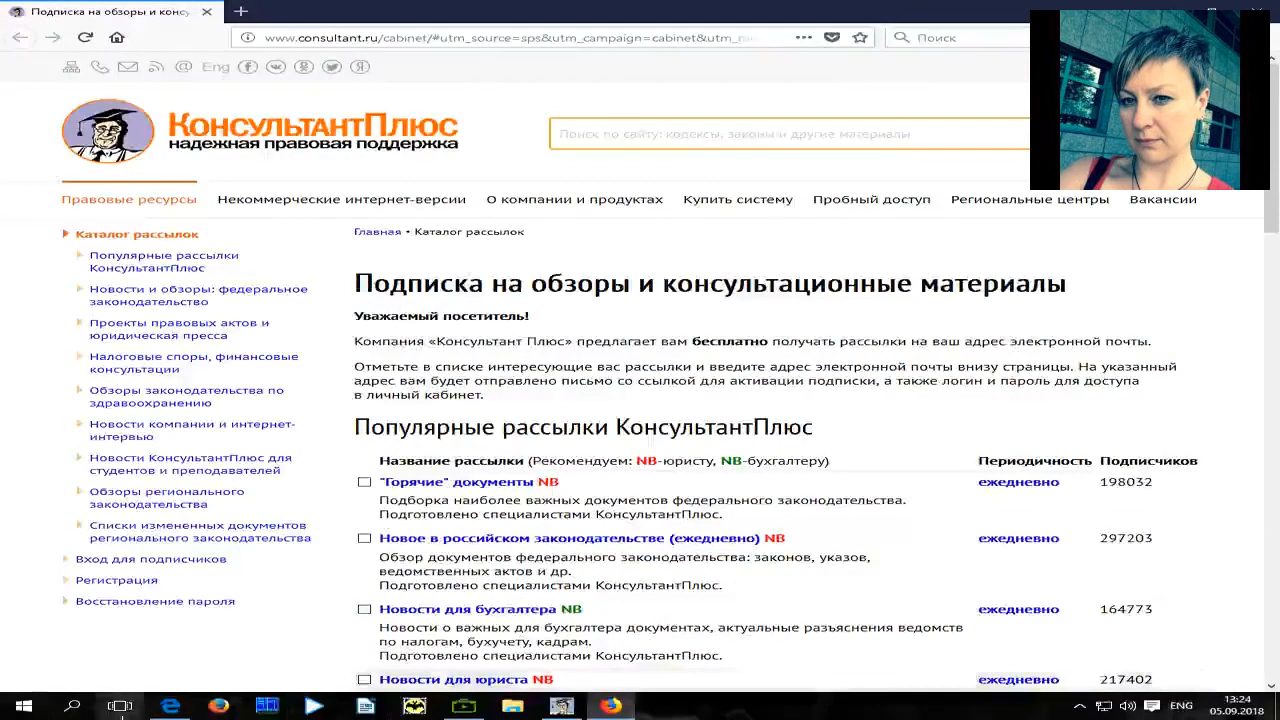 Подписка на обзоры и консу
www.consultant.ru/cabinet/#utm_source=sps&utm_campaign=cabinet&utm_m
Поиск
Eng
КонсультантПлюс
надежная правовая поддержка
Поиск по сайту: кодексы, законы и другие материалы
Правовые ресурсы Некоммерческие интернет-версии О компании и продуктах Купить систему Пробный доступ Региональные центры Вакансии
Каталог рассылок
Популярные рассылки
КонсультантПлюс
Новости и обзоры: федеральное
законодательство
Проекты правовых актов и
юридическая пресса
Налоговые споры, финансовые
консультации
Обзоры законодательства по
здравоохранению
Новости компании и интернет-
интервью
Новости КонсультантПлюс для
студентов и преподавателей
Обзоры регионального
законодательства
Списки измененных документов
регионального законодательства
Вход для подписчиков
Регистрация
Восстановление пароля
Главная • Каталог рассылок
Подписка на обзоры и консультационные материалы
Уважаемый посетитель!
Компания «Консультант Плюс» предлагает вам бесплатно получать рассылки на ваш адрес электронной почты.
Отметьте в списке интересующие вас рассылки и введите адрес электронной почты внизу страницы. На указанный
адрес вам будет отправлено письмо со ссылкой для активации подписки, а также логин и пароль для доступа
в личный кабинет.
Популярные рассылки КонсультантПлюс
Название рассылки (Рекомендуем: NB-юристу, NB-бухгалтеру) Периодичность Подписчиков
"Горячие" документы NB ежедневно 198032
Подборка наиболее важных документов федерального законодательства.
Подготовлено специалистами КонсультантПлюс.
Новое в российском законодательстве (ежедневно) NB ежедневно 297203
Обзор документов федерального законодательства: законов, указов,
ведомственных актов и др.
Подготовлено специалистами КонсультантПлюс.
Новости для бухгалтера NB ежедневно 164773
Новости о важных для бухгалтера документах, актуальные разъяснения ведомств
по налогам, бухучету, кадрам.
Подготовлено специалистами КонсультантПлюс.
Новости для юриста NB ежедневно 217402
ENG
13:24
05.09.2018